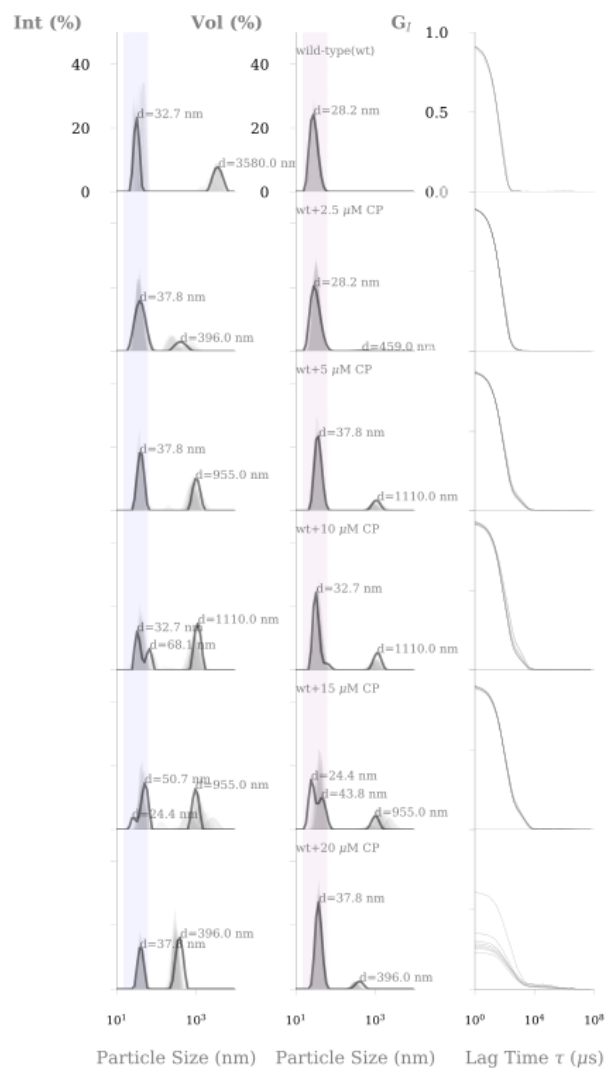 Int (%)
Vol (%)
G_I
40
20
0
d=32.7 nm
d=3580.0 nm
40
20
0
wild-type(wt)
d=28.2 nm
1.0
0.5
0.0
d=37.8 nm
d=396.0 nm
wt+2.5 μM CP
d=28.2 nm
d=459.0 nm
d=37.8 nm
d=955.0 nm
wt+5 μM CP
d=37.8 nm
d=1110.0 nm
d=32.7 nm
d=68.1 nm
d=1110.0 nm
wt+10 μM CP
d=32.7 nm
d=1110.0 nm
d=50.7 nm
d=24.4 nm
d=955.0 nm
wt+15 μM CP
d=24.4 nm
d=43.8 nm
d=955.0 nm
d=37.8 nm
d=396.0 nm
wt+20 μM CP
d=37.8 nm
d=396.0 nm
10¹ 10³
10¹ 10³
10⁰ 10⁴ 10⁸
Particle Size (nm)
Particle Size (nm)
Lag Time τ (μs)